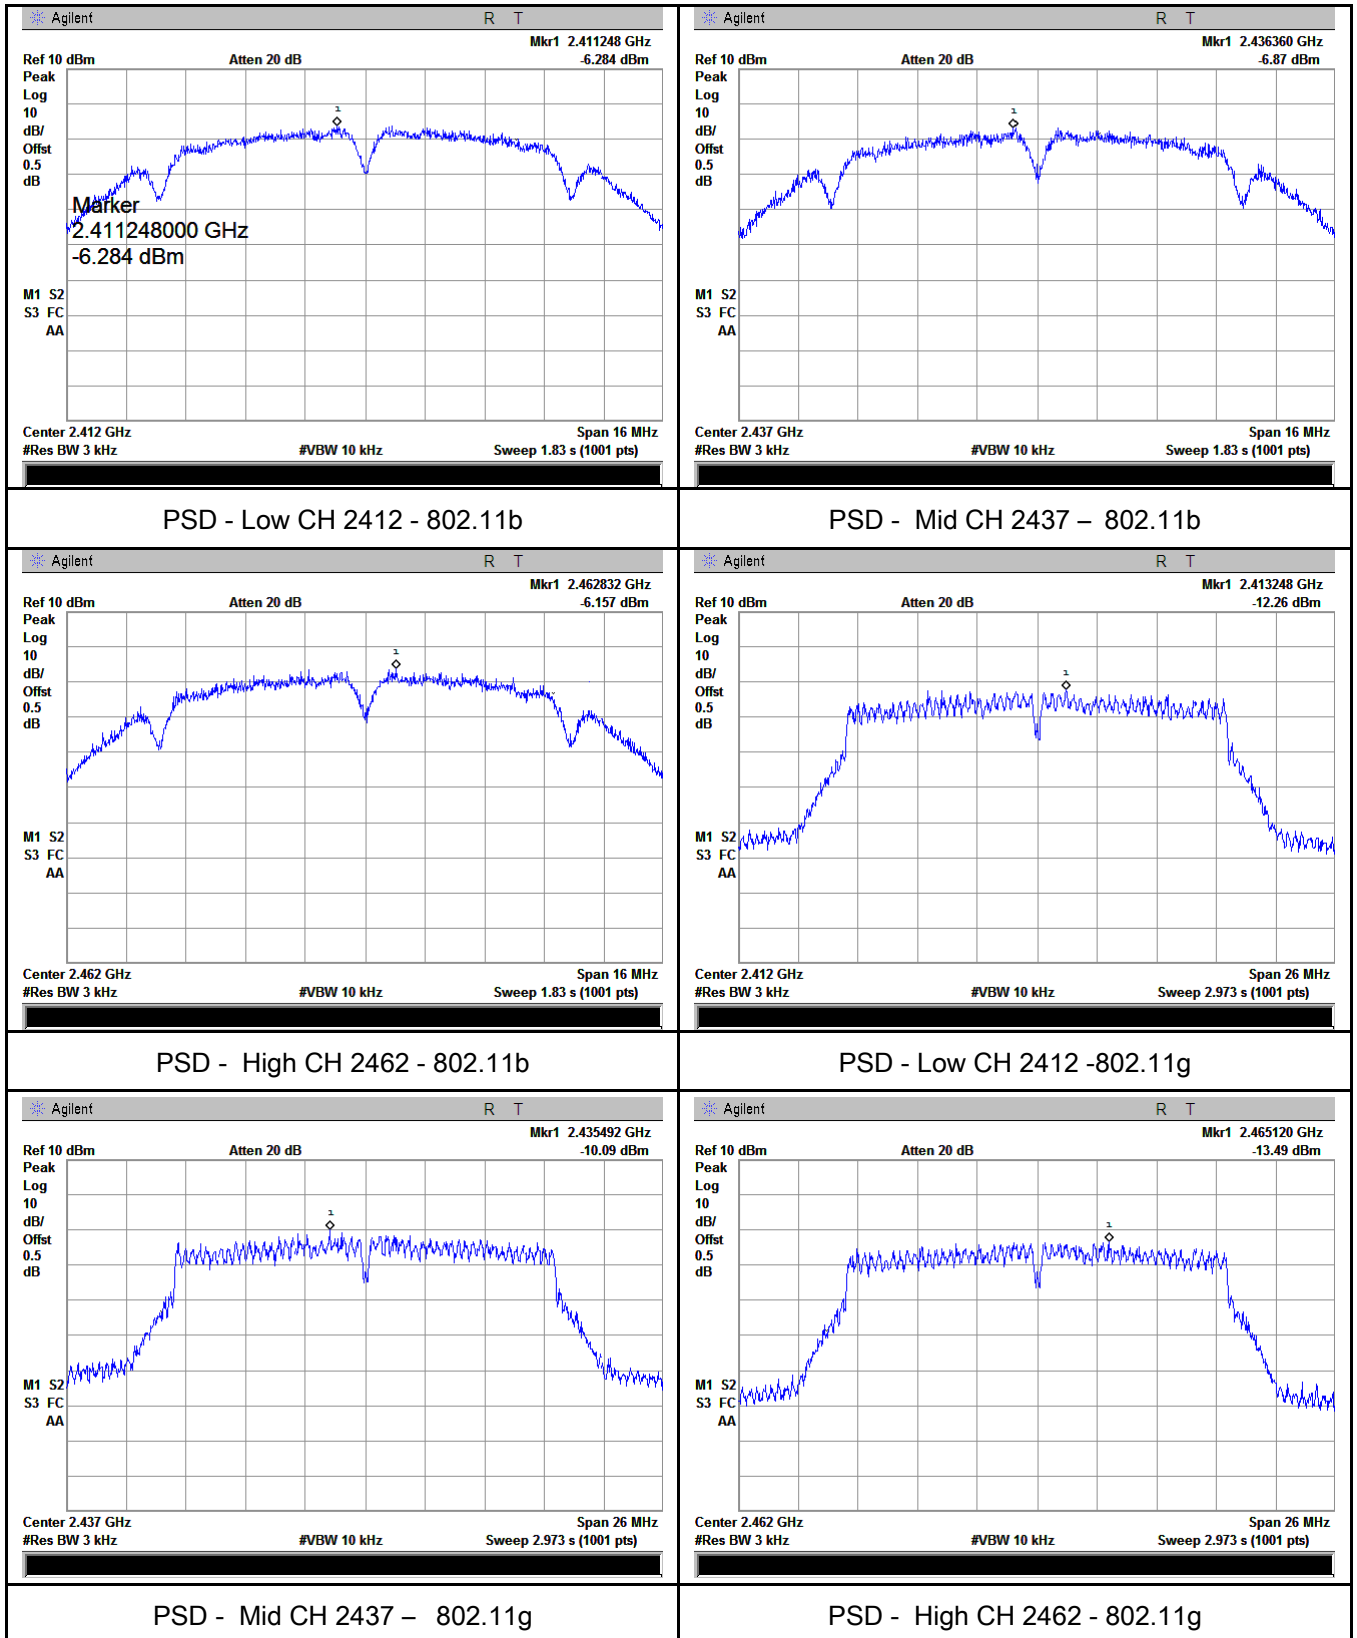 Agilent R T
Mkr1 2.411248 GHz
Ref 10 dBm Atten 20 dB -6.284 dBm
Peak
Log
10
dB/
Offst
0.5
dB
1
Marker
2.411248000 GHz
-6.284 dBm
M1 S2
S3 FC
AA
Center 2.412 GHz Span 16 MHz
#Res BW 3 kHz #VBW 10 kHz Sweep 1.83 s (1001 pts)
PSD - Low CH 2412 - 802.11b
Agilent R T
Mkr1 2.436360 GHz
Ref 10 dBm Atten 20 dB -6.87 dBm
Peak
Log
10
dB/
Offst
0.5
dB
1
M1 S2
S3 FC
AA
Center 2.437 GHz Span 16 MHz
#Res BW 3 kHz #VBW 10 kHz Sweep 1.83 s (1001 pts)
PSD - Mid CH 2437 – 802.11b
Agilent R T
Mkr1 2.462832 GHz
Ref 10 dBm Atten 20 dB -6.157 dBm
Peak
Log
10
dB/
Offst
0.5
dB
1
M1 S2
S3 FC
AA
Center 2.462 GHz Span 16 MHz
#Res BW 3 kHz #VBW 10 kHz Sweep 1.83 s (1001 pts)
PSD - High CH 2462 - 802.11b
Agilent R T
Mkr1 2.413248 GHz
Ref 10 dBm Atten 20 dB -12.26 dBm
Peak
Log
10
dB/
Offst
0.5
dB
1
M1 S2
S3 FC
AA
Center 2.412 GHz Span 26 MHz
#Res BW 3 kHz #VBW 10 kHz Sweep 2.973 s (1001 pts)
PSD - Low CH 2412 -802.11g
Agilent R T
Mkr1 2.435492 GHz
Ref 10 dBm Atten 20 dB -10.09 dBm
Peak
Log
10
dB/
Offst
0.5
dB
1
M1 S2
S3 FC
AA
Center 2.437 GHz Span 26 MHz
#Res BW 3 kHz #VBW 10 kHz Sweep 2.973 s (1001 pts)
PSD - Mid CH 2437 – 802.11g
Agilent R T
Mkr1 2.465120 GHz
Ref 10 dBm Atten 20 dB -13.49 dBm
Peak
Log
10
dB/
Offst
0.5
dB
1
M1 S2
S3 FC
AA
Center 2.462 GHz Span 26 MHz
#Res BW 3 kHz #VBW 10 kHz Sweep 2.973 s (1001 pts)
PSD - High CH 2462 - 802.11g